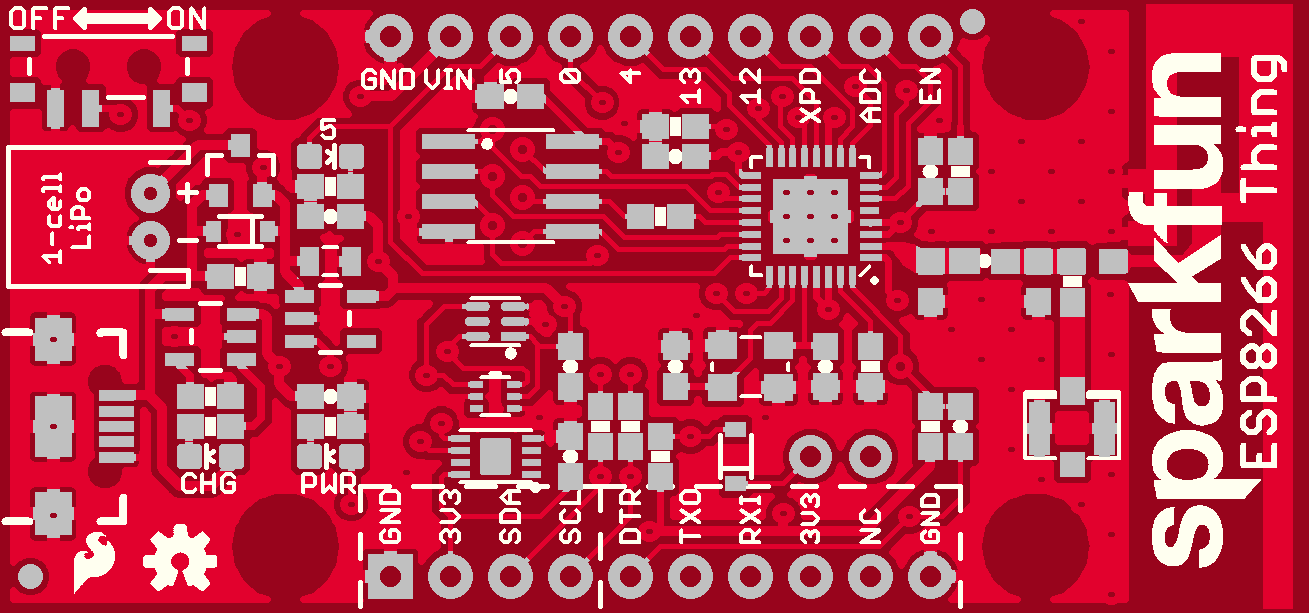 OFF ON
GND VIN 5 0 4 13 12 XPD ADC EN
5
K
1-cell
LiPo
+
-
K K
CHG PWR
GND 3V3 SDA SCL DTR TXO RXI 3V3 NC GND
sparkfun
ESP8266 Thing